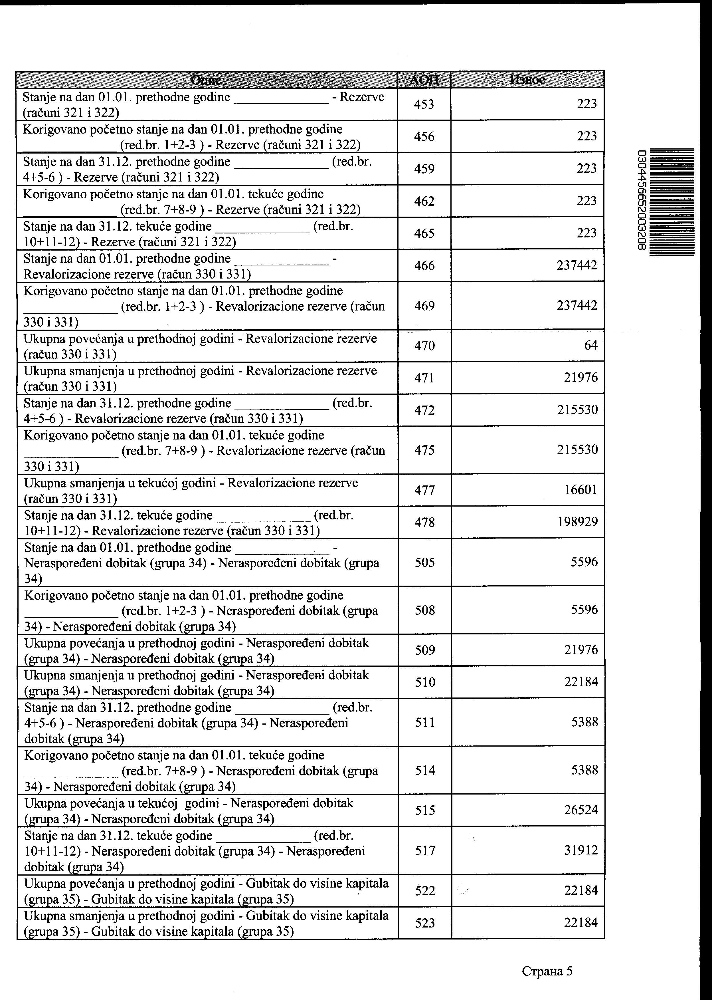 Опис АОП Износ
Stanje na dan 01.01. prethodne godine _______________ - Rezerve
(računi 321 i 322) 453 223
Korigovano početno stanje na dan 01.01. prethodne godine
_______________ (red.br. 1+2-3 ) - Rezerve (računi 321 i 322) 456 223
Stanje na dan 31.12. prethodne godine _______________ (red.br.
4+5-6 ) - Rezerve (računi 321 i 322) 459 223
Korigovano početno stanje na dan 01.01. tekuće godine
_______________ (red.br. 7+8-9 ) - Rezerve (računi 321 i 322) 462 223
Stanje na dan 31.12. tekuće godine _______________ (red.br.
10+11-12) - Rezerve (računi 321 i 322) 465 223
Stanje na dan 01.01. prethodne godine _______________ -
Revalorizacione rezerve (račun 330 i 331) 466 237442
Korigovano početno stanje na dan 01.01. prethodne godine
_______________ (red.br. 1+2-3 ) - Revalorizacione rezerve (račun 469 237442
330 i 331)
Ukupna povećanja u prethodnoj godini - Revalorizacione rezerve
(račun 330 i 331) 470 64
Ukupna smanjenja u prethodnoj godini - Revalorizacione rezerve
(račun 330 i 331) 471 21976
Stanje na dan 31.12. prethodne godine _______________ (red.br.
4+5-6 ) - Revalorizacione rezerve (račun 330 i 331) 472 215530
Korigovano početno stanje na dan 01.01. tekuće godine
_______________ (red.br. 7+8-9 ) - Revalorizacione rezerve (račun 475 215530
330 i 331)
Ukupna smanjenja u tekućoj godini - Revalorizacione rezerve
(račun 330 i 331) 477 16601
Stanje na dan 31.12. tekuće godine _______________ (red.br.
10+11-12) - Revalorizacione rezerve (račun 330 i 331) 478 198929
Stanje na dan 01.01. prethodne godine _______________ -
Neraspoređeni dobitak (grupa 34) - Neraspoređeni dobitak (grupa 505 5596
34)
Korigovano početno stanje na dan 01.01. prethodne godine
_______________ (red.br. 1+2-3 ) - Neraspoređeni dobitak (grupa 508 5596
34) - Neraspoređeni dobitak (grupa 34)
Ukupna povećanja u prethodnoj godini - Neraspoređeni dobitak
(grupa 34) - Neraspoređeni dobitak (grupa 34) 509 21976
Ukupna smanjenja u prethodnoj godini - Neraspoređeni dobitak
(grupa 34) - Neraspoređeni dobitak (grupa 34) 510 22184
Stanje na dan 31.12. prethodne godine _______________ (red.br.
4+5-6 ) - Neraspoređeni dobitak (grupa 34) - Neraspoređeni 511 5388
dobitak (grupa 34)
Korigovano početno stanje na dan 01.01. tekuće godine
_______________ (red.br. 7+8-9 ) - Neraspoređeni dobitak (grupa 514 5388
34) - Neraspoređeni dobitak (grupa 34)
Ukupna povećanja u tekućoj godini - Neraspoređeni dobitak
(grupa 34) - Neraspoređeni dobitak (grupa 34) 515 26524
Stanje na dan 31.12. tekuće godine _______________ (red.br.
10+11-12) - Neraspoređeni dobitak (grupa 34) - Neraspoređeni 517 31912
dobitak (grupa 34)
Ukupna povećanja u prethodnoj godini - Gubitak do visine kapitala
(grupa 35) - Gubitak do visine kapitala (grupa 35) 522 22184
Ukupna smanjenja u prethodnoj godini - Gubitak do visine kapitala
(grupa 35) - Gubitak do visine kapitala (grupa 35) 523 22184
0304456652003208
Страна 5